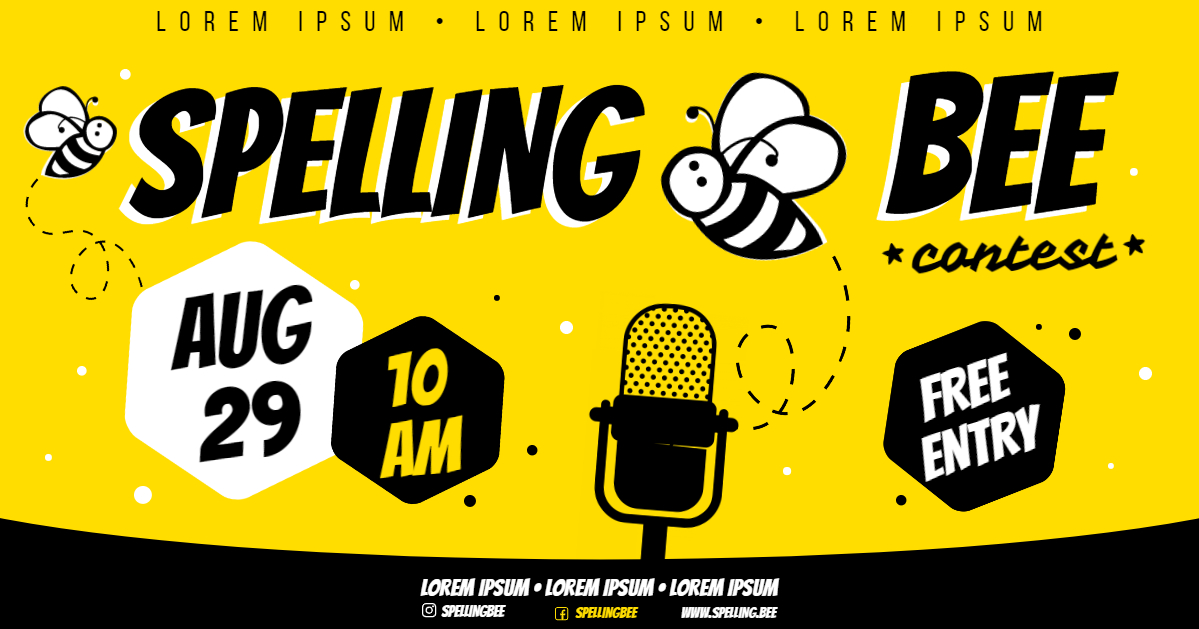 LOREM IPSUM • LOREM IPSUM • LOREM IPSUM
SPELLING BEE
★contest★
AUG
29
10
AM
FREE
ENTRY
LOREM IPSUM • LOREM IPSUM • LOREM IPSUM
SPELLINGBEE SPELLINGBEE WWW.SPELLING.BEE